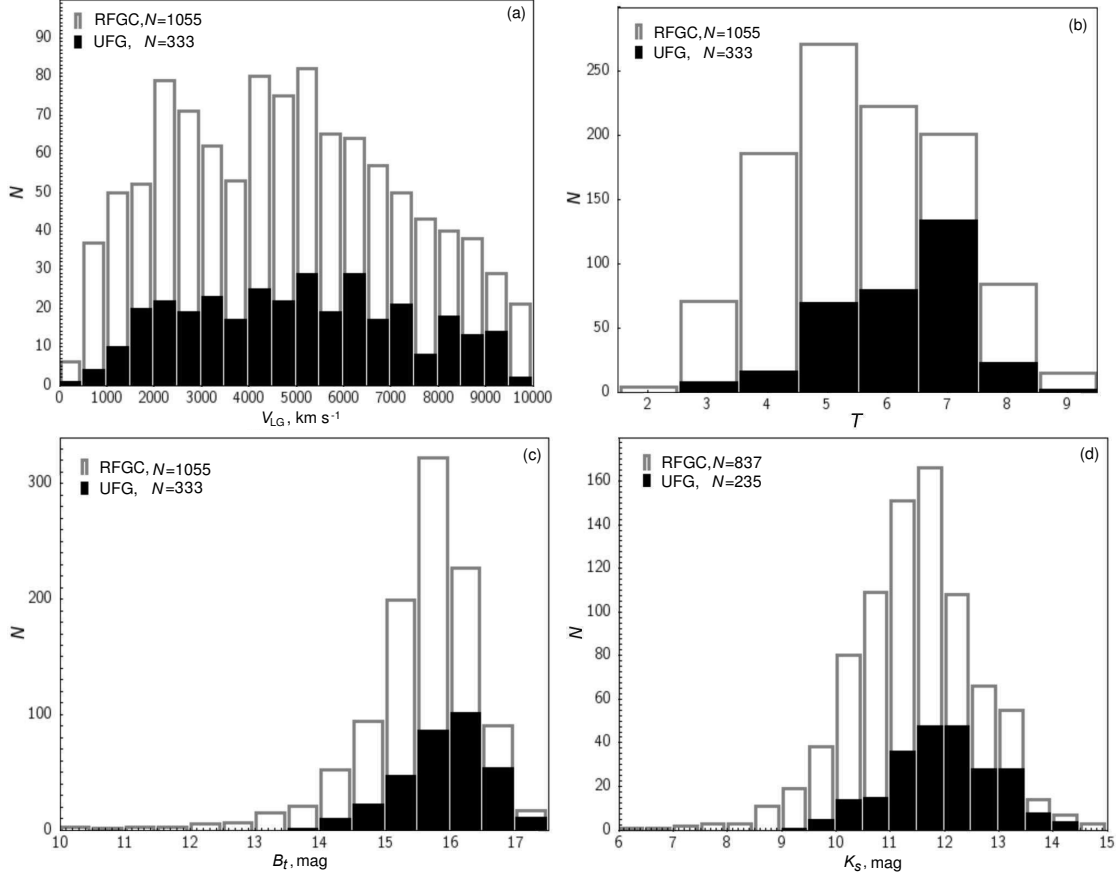 (a)
RFGC, N=1055
UFG, N=333
90
80
70
60
50
40
30
20
10
0
N
0 1000 2000 3000 4000 5000 6000 7000 8000 9000 10000
V_LG, km s⁻¹
(b)
RFGC, N=1055
UFG, N=333
250
200
150
100
50
0
N
2 3 4 5 6 7 8 9
T
(c)
RFGC, N=1055
UFG, N=333
300
200
100
0
N
10 11 12 13 14 15 16 17
B_t, mag
(d)
RFGC, N=837
UFG, N=235
160
140
120
100
80
60
40
20
0
N
6 7 8 9 10 11 12 13 14 15
K_s, mag